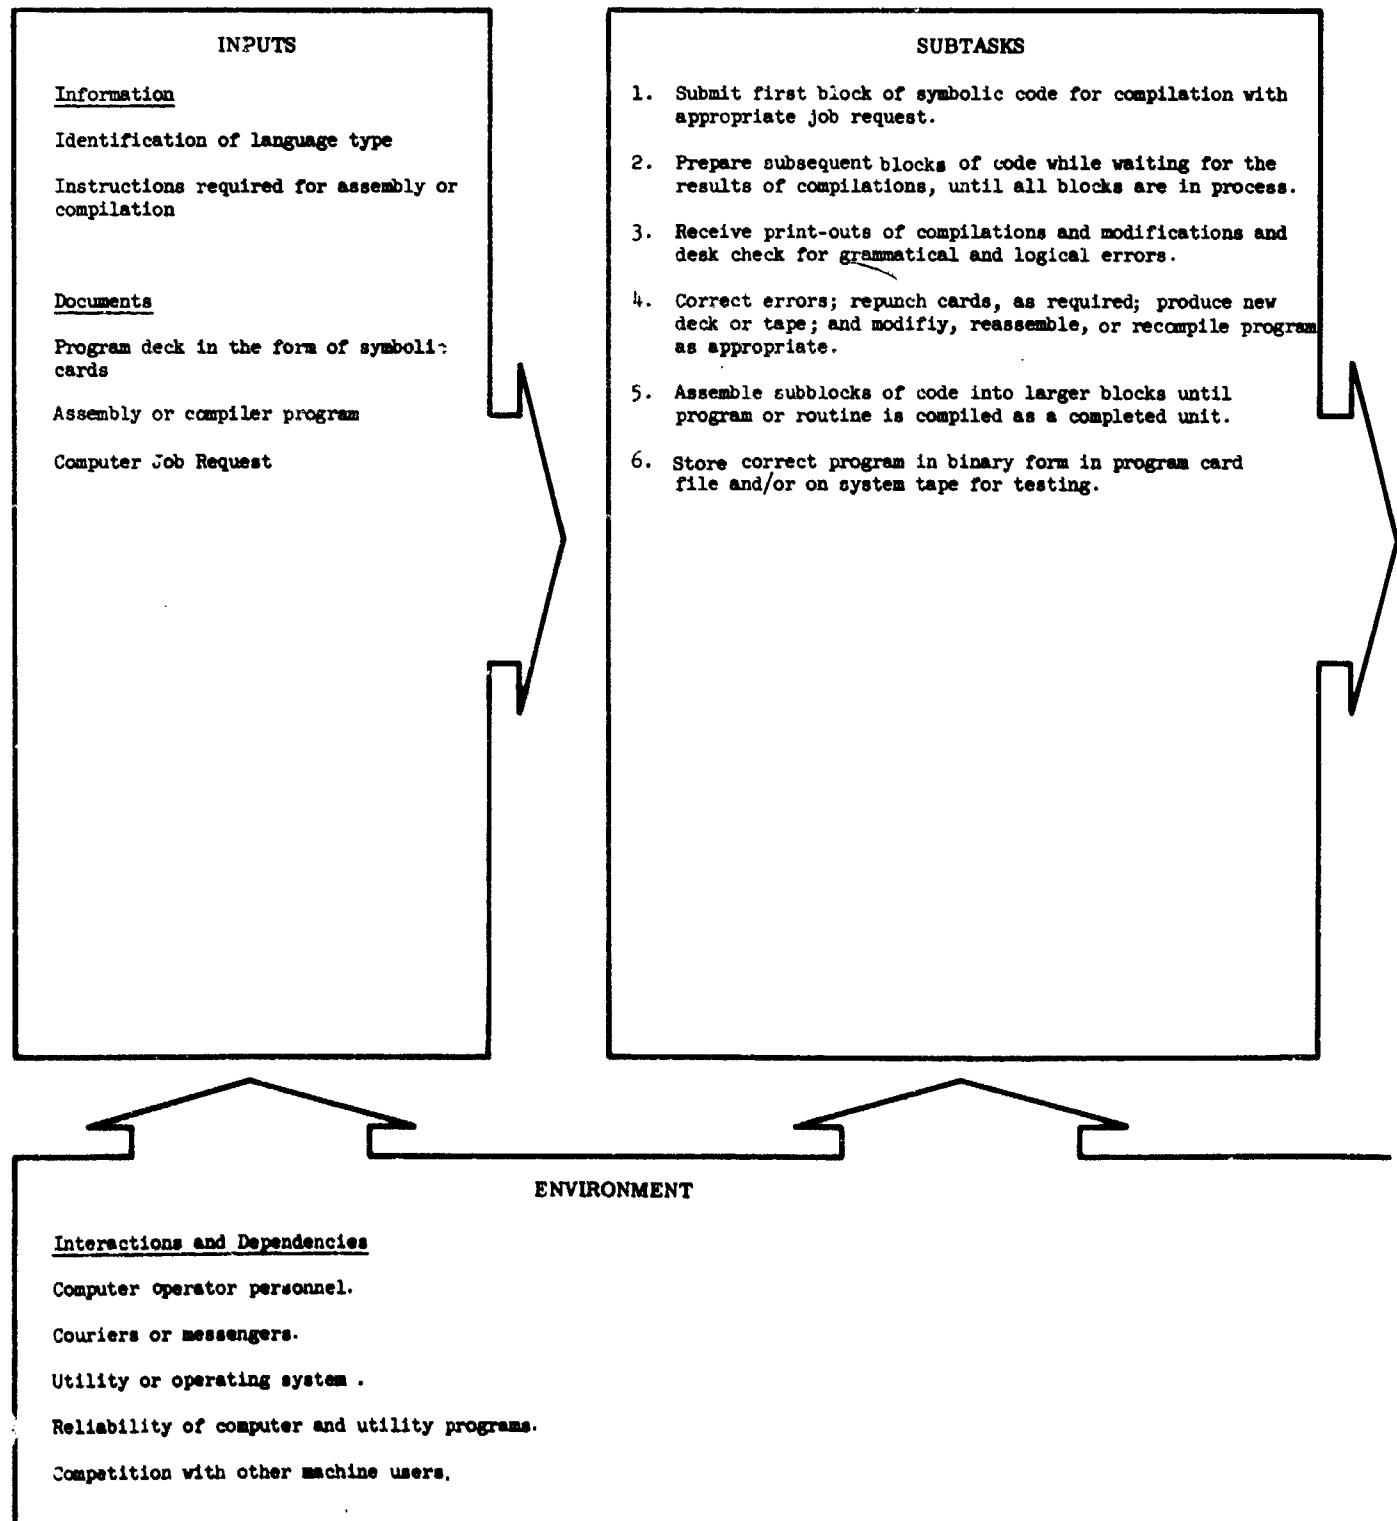 INPUTS
Information
Identification of language type
Instructions required for assembly or
compilation
Documents
Program deck in the form of symbolic
cards
Assembly or compiler program
Computer Job Request
SUBTASKS
1. Submit first block of symbolic code for compilation with
appropriate job request.
2. Prepare subsequent blocks of code while waiting for the
results of compilations, until all blocks are in process.
3. Receive print-outs of compilations and modifications and
desk check for grammatical and logical errors.
4. Correct errors; repunch cards, as required; produce new
deck or tape; and modifiy, reassemble, or recompile program
as appropriate.
5. Assemble subblocks of code into larger blocks until
program or routine is compiled as a completed unit.
6. Store correct program in binary form in program card
file and/or on system tape for testing.
ENVIRONMENT
Interactions and Dependencies
Computer operator personnel.
Couriers or messengers.
Utility or operating system .
Reliability of computer and utility programs.
Competition with other machine users.